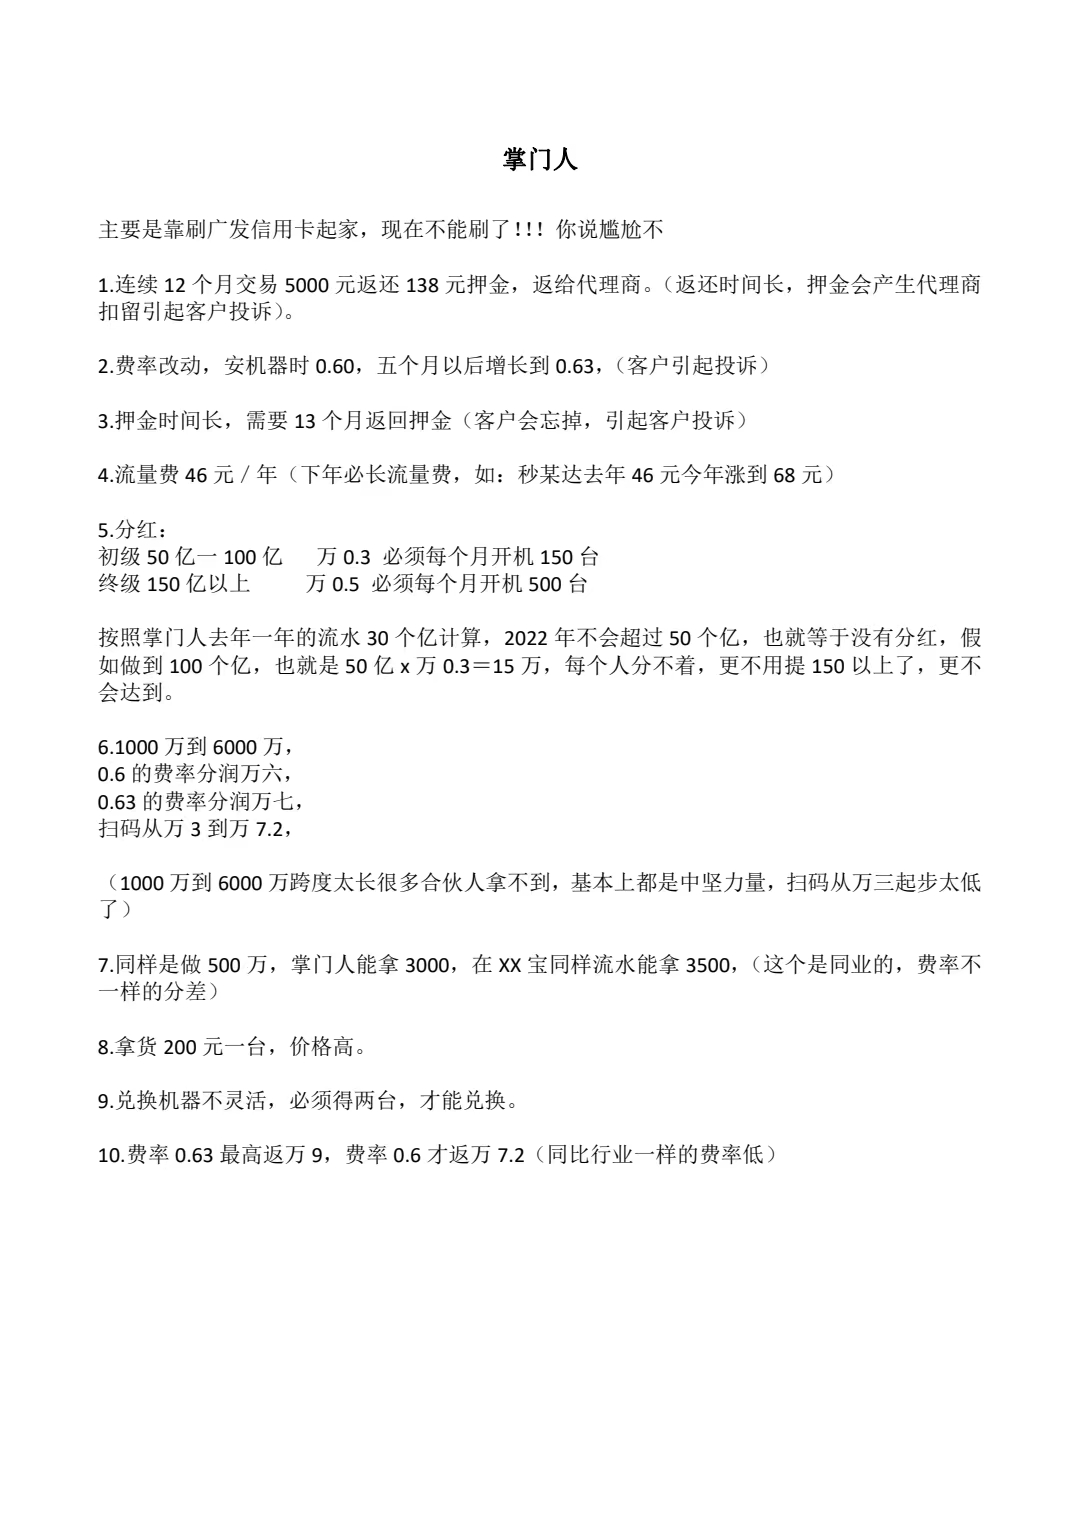 掌门人
主要是靠刷广发信用卡起家，现在不能刷了！!！你说尴尬不
1.连续 12 个月交易 5000 元返还 138 元押金，返给代理商。（返还时间长，押金会产生代理商
扣留引起客户投诉）。
2.费率改动，安机器时 0.60，五个月以后增长到 0.63，（客户引起投诉）
3.押金时间长，需要 13 个月返回押金（客户会忘掉，引起客户投诉）
4.流量费 46 元／年（下年必长流量费，如：秒某达去年 46 元今年涨到 68 元）
5.分红：
初级 50 亿一 100 亿 万 0.3 必须每个月开机 150 台
终级 150 亿以上 万 0.5 必须每个月开机 500 台
按照掌门人去年一年的流水 30 个亿计算，2022 年不会超过 50 个亿，也就等于没有分红，假
如做到 100 个亿，也就是 50 亿 x 万 0.3＝15 万，每个人分不着，更不用提 150 以上了，更不
会达到。
6.1000 万到 6000 万，
0.6 的费率分润万六，
0.63 的费率分润万七，
扫码从万 3 到万 7.2，
（1000 万到 6000 万跨度太长很多合伙人拿不到，基本上都是中坚力量，扫码从万三起步太低
了）
7.同样是做 500 万，掌门人能拿 3000，在 XX 宝同样流水能拿 3500，（这个是同业的，费率不
一样的分差）
8.拿货 200 元一台，价格高。
9.兑换机器不灵活，必须得两台，才能兑换。
10.费率 0.63 最高返万 9，费率 0.6 才返万 7.2（同比行业一样的费率低）